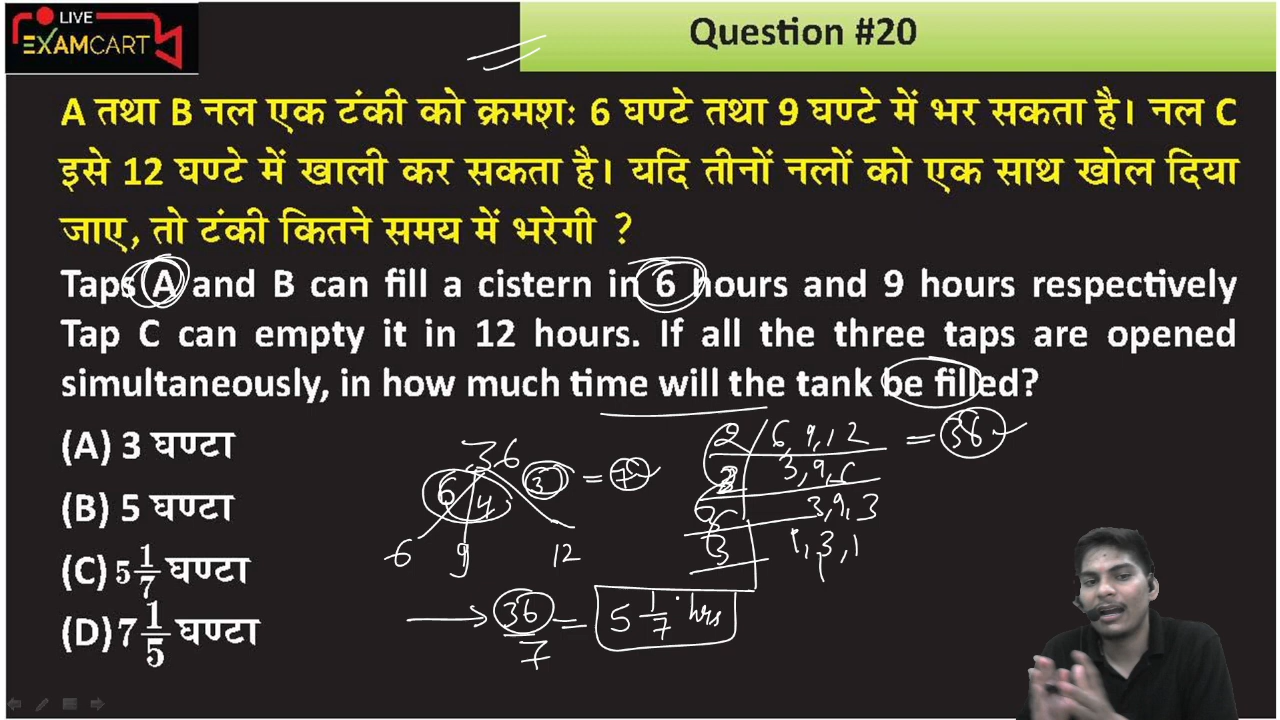 LIVE
EXAMCART
Question #20
A तथा B नल एक टंकी को क्रमशः 6 घण्टे तथा 9 घण्टे में भर सकता है। नल C
इसे 12 घण्टे में खाली कर सकता है। यदि तीनों नलों को एक साथ खोल दिया
जाए, तो टंकी कितने समय में भरेगी ?
Taps A and B can fill a cistern in 6 hours and 9 hours respectively
Tap C can empty it in 12 hours. If all the three taps are opened
simultaneously, in how much time will the tank be filled?
(A) 3 घण्टा
(B) 5 घण्टा
(C) 5 1/7 घण्टा
(D) 7 1/5 घण्टा
36
6 4 3 = 7
6 9 12
2 6, 9, 12 = 36
3, 9, 6
3, 9, 3
3 1, 3, 1
36/7 = 5 1/7 hrs